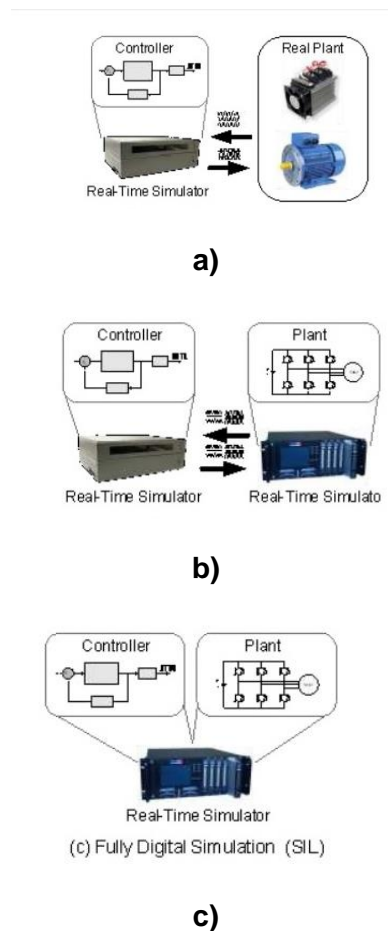 Controller
Real Plant
Real-Time Simulator
a)
Controller
Plant
Real-Time Simulator
Real-Time Simulato
b)
Controller
Plant
Real-Time Simulator
(c) Fully Digital Simulation (SIL)
c)